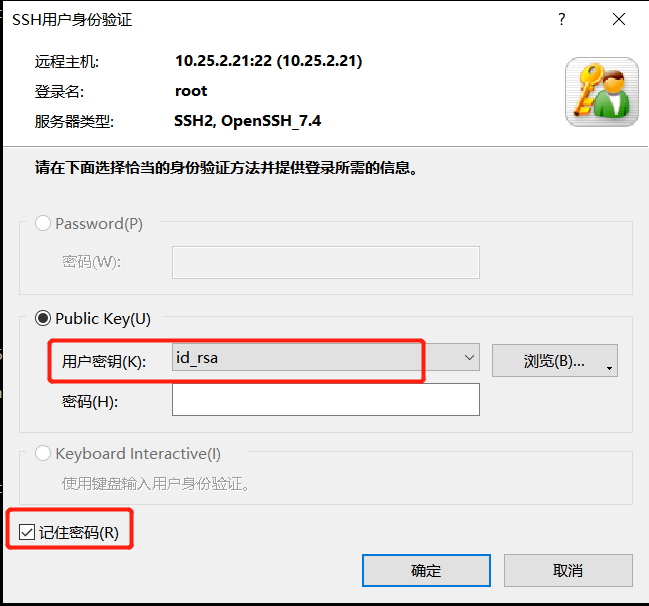 SSH用户身份验证
远程主机: 10.25.2.21:22 (10.25.2.21)
登录名: root
服务器类型: SSH2, OpenSSH_7.4
请在下面选择恰当的身份验证方法并提供登录所需的信息。
Password(P)
密码(W):
Public Key(U)
用户密钥(K): id_rsa 浏览(B)...
密码(H):
Keyboard Interactive(I)
使用键盘输入用户身份验证。
记住密码(R)
确定 取消